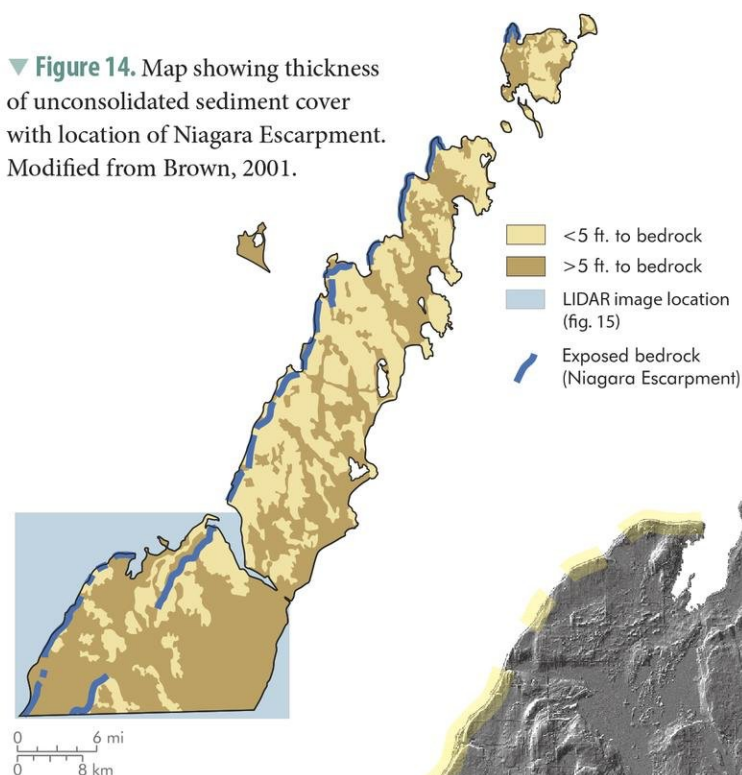 ▼ Figure 14. Map showing thickness
of unconsolidated sediment cover
with location of Niagara Escarpment.
Modified from Brown, 2001.
<5 ft. to bedrock
>5 ft. to bedrock
LIDAR image location
(fig. 15)
Exposed bedrock
(Niagara Escarpment)
0 6 mi
0 8 km